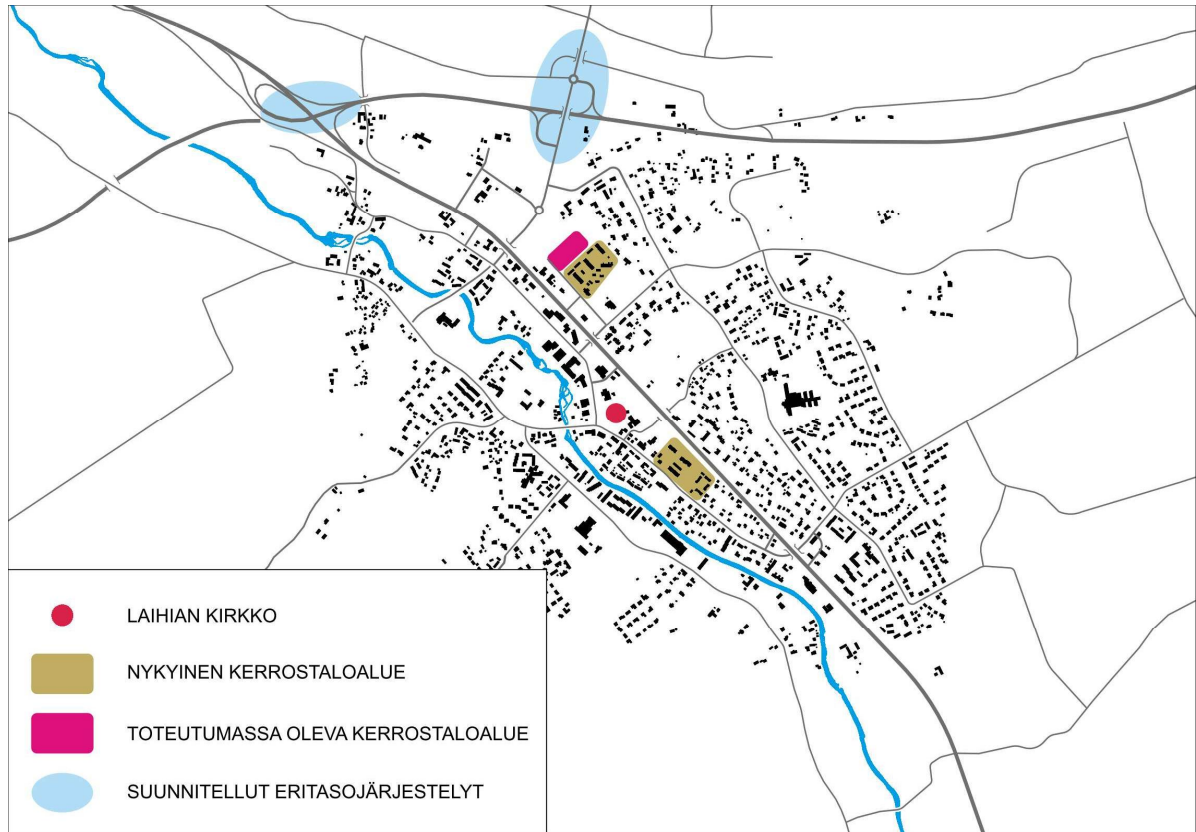 LAIHIAN KIRKKO
NYKYINEN KERROSTALOALUE
TOTEUTUMASSA OLEVA KERROSTALOALUE
SUUNNITELLUT ERITASOJÄRJESTELYT